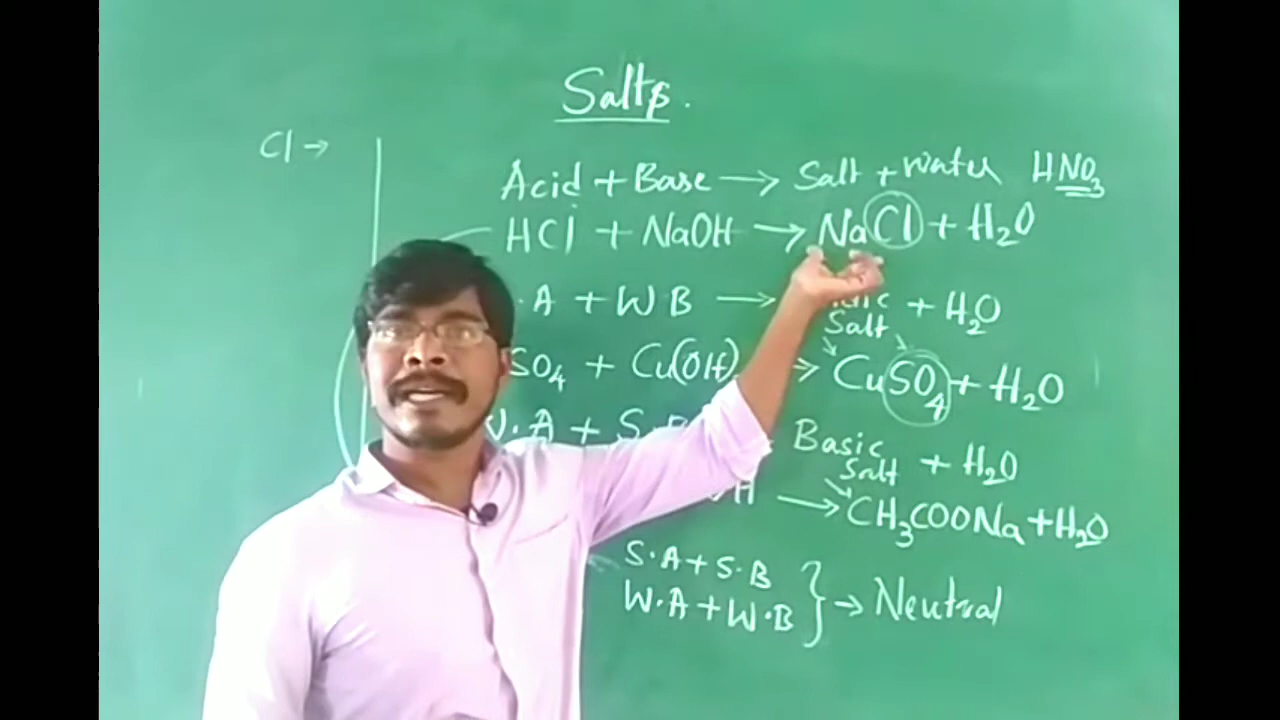 Salts.
Cl →
Acid + Base → Salt + water HNO₃
HCl + NaOH → NaCl + H₂O
A + WB → + H₂O
Salt
SO₄ + Cu(OH) → CuSO₄ + H₂O
W.A + S. Basic + H₂O
Salt
H → CH₃COONa + H₂O
S.A + S.B
W.A + W.B } → Neutral